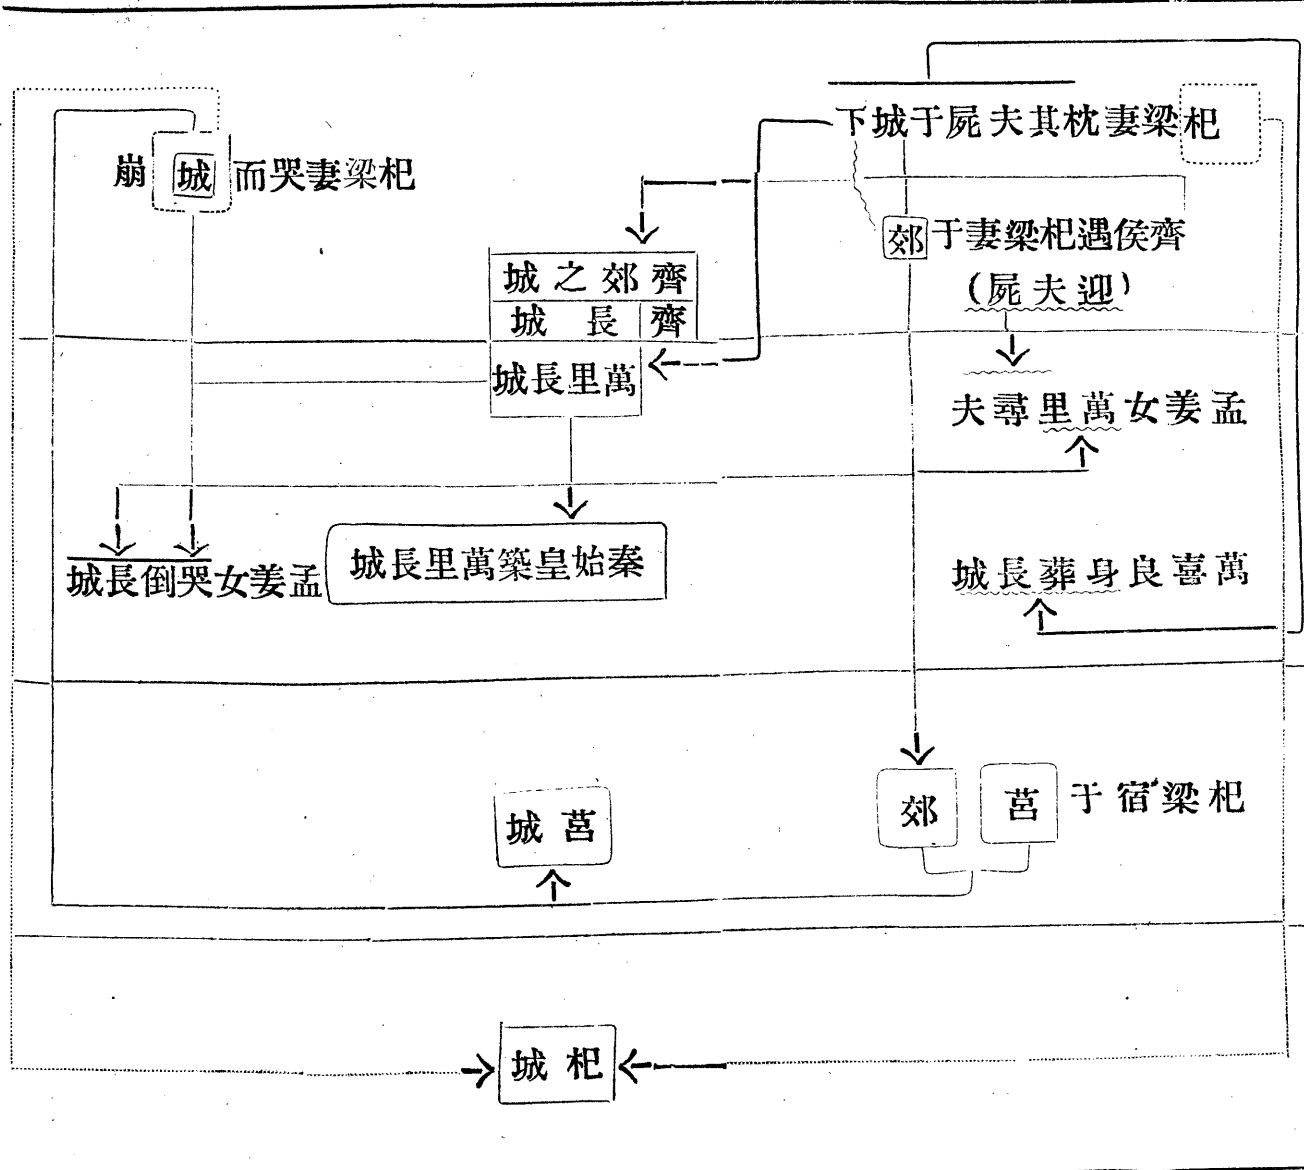 杞梁妻枕其夫屍于城下
齊侯遇杞梁妻于郊
(迎夫屍)
杞梁妻哭而城崩
齊郊之城
齊長城
萬里長城
孟姜女萬里尋夫
萬喜良身葬長城
秦始皇築萬里長城
孟姜女哭倒長城
杞梁宿于莒郊
莒城
杞城